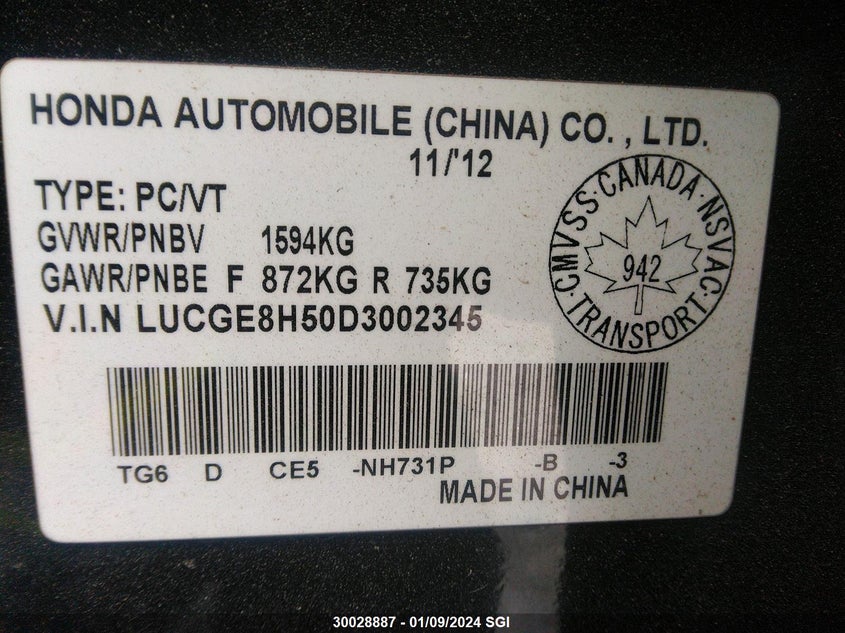 HONDA AUTOMOBILE (CHINA) CO., LTD.
11/'12
TYPE: PC/VT
GVWR/PNBV 1594KG
GAWR/PNBE F 872KG R 735KG
V.I.N LUCGE8H50D3002345
CMVSS·CANADA·NSVAC·TRANSPORT·
942
TG6 D CE5 -NH731P -B -3
MADE IN CHINA
30028887 - 01/09/2024 SGI